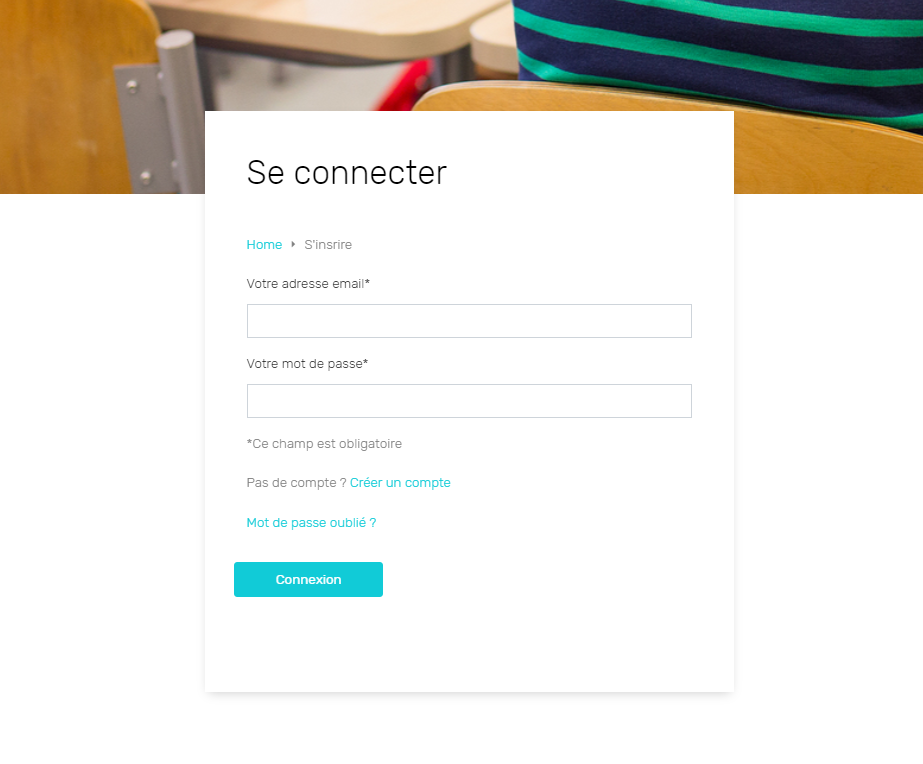 Se connecter
Home S'insrire
Votre adresse email*
Votre mot de passe*
*Ce champ est obligatoire
Pas de compte ? Créer un compte
Mot de passe oublié ?
Connexion